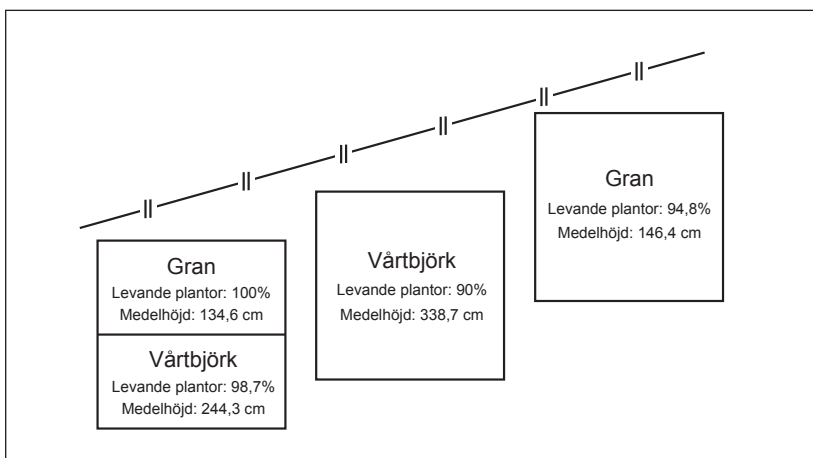 Gran
Levande plantor: 100%
Medelhöjd: 134,6 cm
Vårtbjörk
Levande plantor: 98,7%
Medelhöjd: 244,3 cm
Vårtbjörk
Levande plantor: 90%
Medelhöjd: 338,7 cm
Gran
Levande plantor: 94,8%
Medelhöjd: 146,4 cm